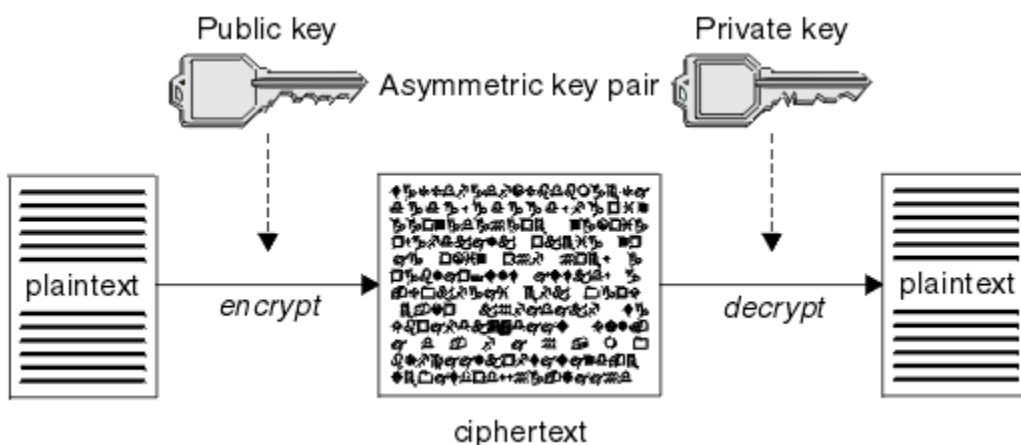 Public key
Private key
Asymmetric key pair
plaintext
encrypt
decrypt
plaintext
ciphertext